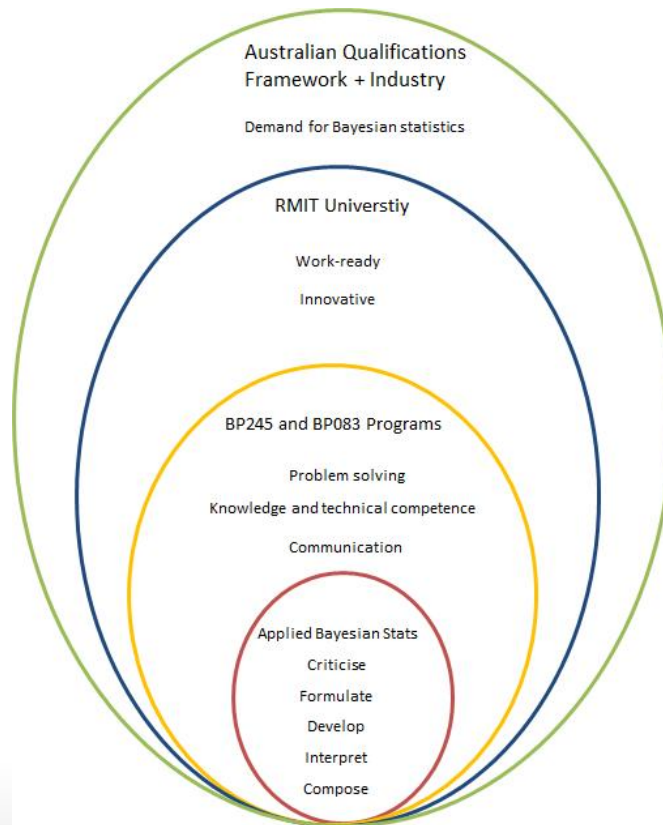 Australian Qualifications
Framework + Industry
Demand for Bayesian statistics
RMIT Universtiy
Work-ready
Innovative
BP245 and BP083 Programs
Problem solving
Knowledge and technical competence
Communication
Applied Bayesian Stats
Criticise
Formulate
Develop
Interpret
Compose